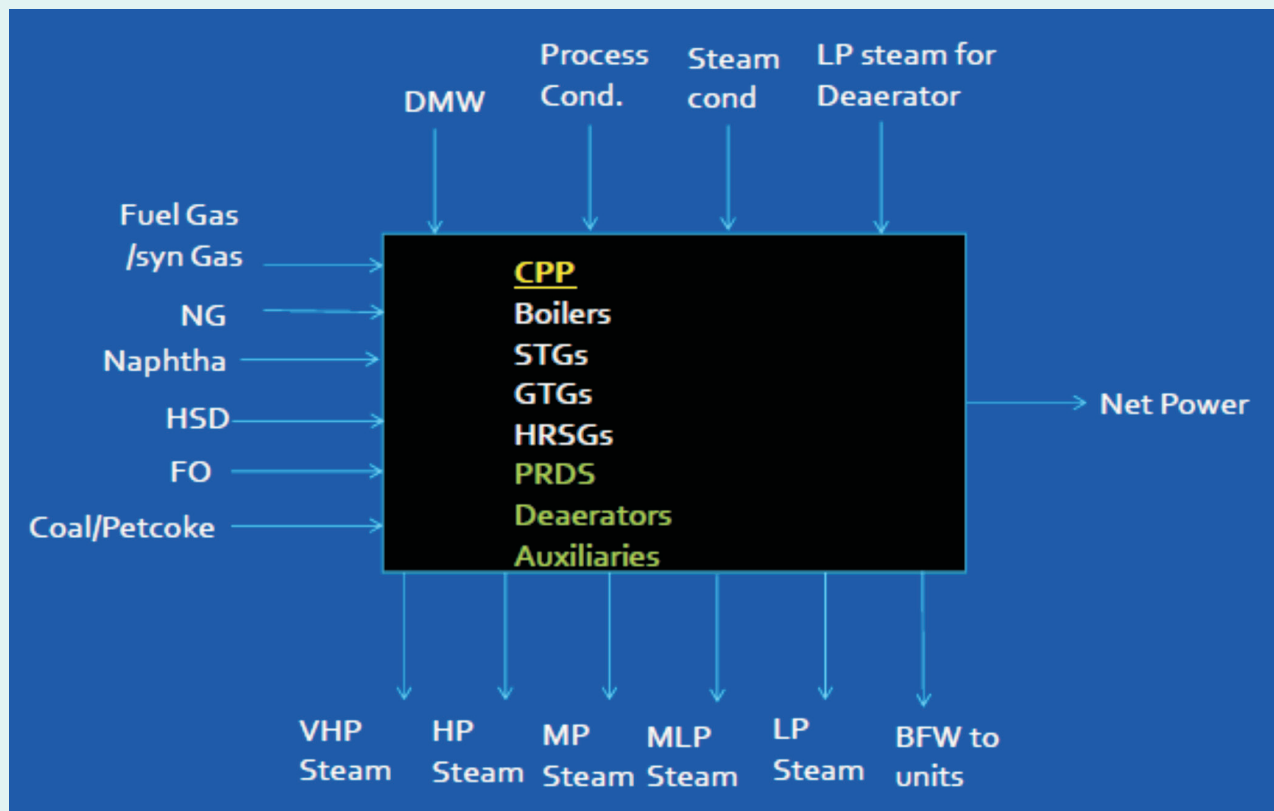 DMW
Process
Cond.
Steam
cond
LP steam for
Deaerator
Fuel Gas
/syn Gas
NG
Naphtha
HSD
FO
Coal/Petcoke
CPP
Boilers
STGs
GTGs
HRSGs
PRDS
Deaerators
Auxiliaries
Net Power
VHP
Steam
HP
Steam
MP
Steam
MLP
Steam
LP
Steam
BFW to
units